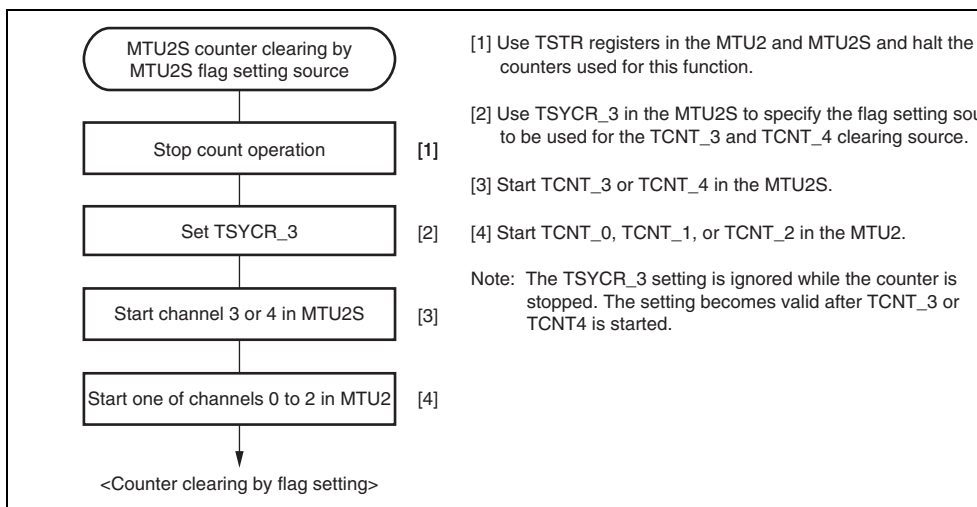 MTU2S counter clearing by
MTU2S flag setting source
Stop count operation
[1]
Set TSYCR_3
[2]
Start channel 3 or 4 in MTU2S
[3]
Start one of channels 0 to 2 in MTU2
[4]
<Counter clearing by flag setting>
[1] Use TSTR registers in the MTU2 and MTU2S and halt the
counters used for this function.
[2] Use TSYCR_3 in the MTU2S to specify the flag setting
to be used for the TCNT_3 and TCNT_4 clearing source.
[3] Start TCNT_3 or TCNT_4 in the MTU2S.
[4] Start TCNT_0, TCNT_1, or TCNT_2 in the MTU2.
Note: The TSYCR_3 setting is ignored while the counter is
stopped. The setting becomes valid after TCNT_3 or
TCNT4 is started.